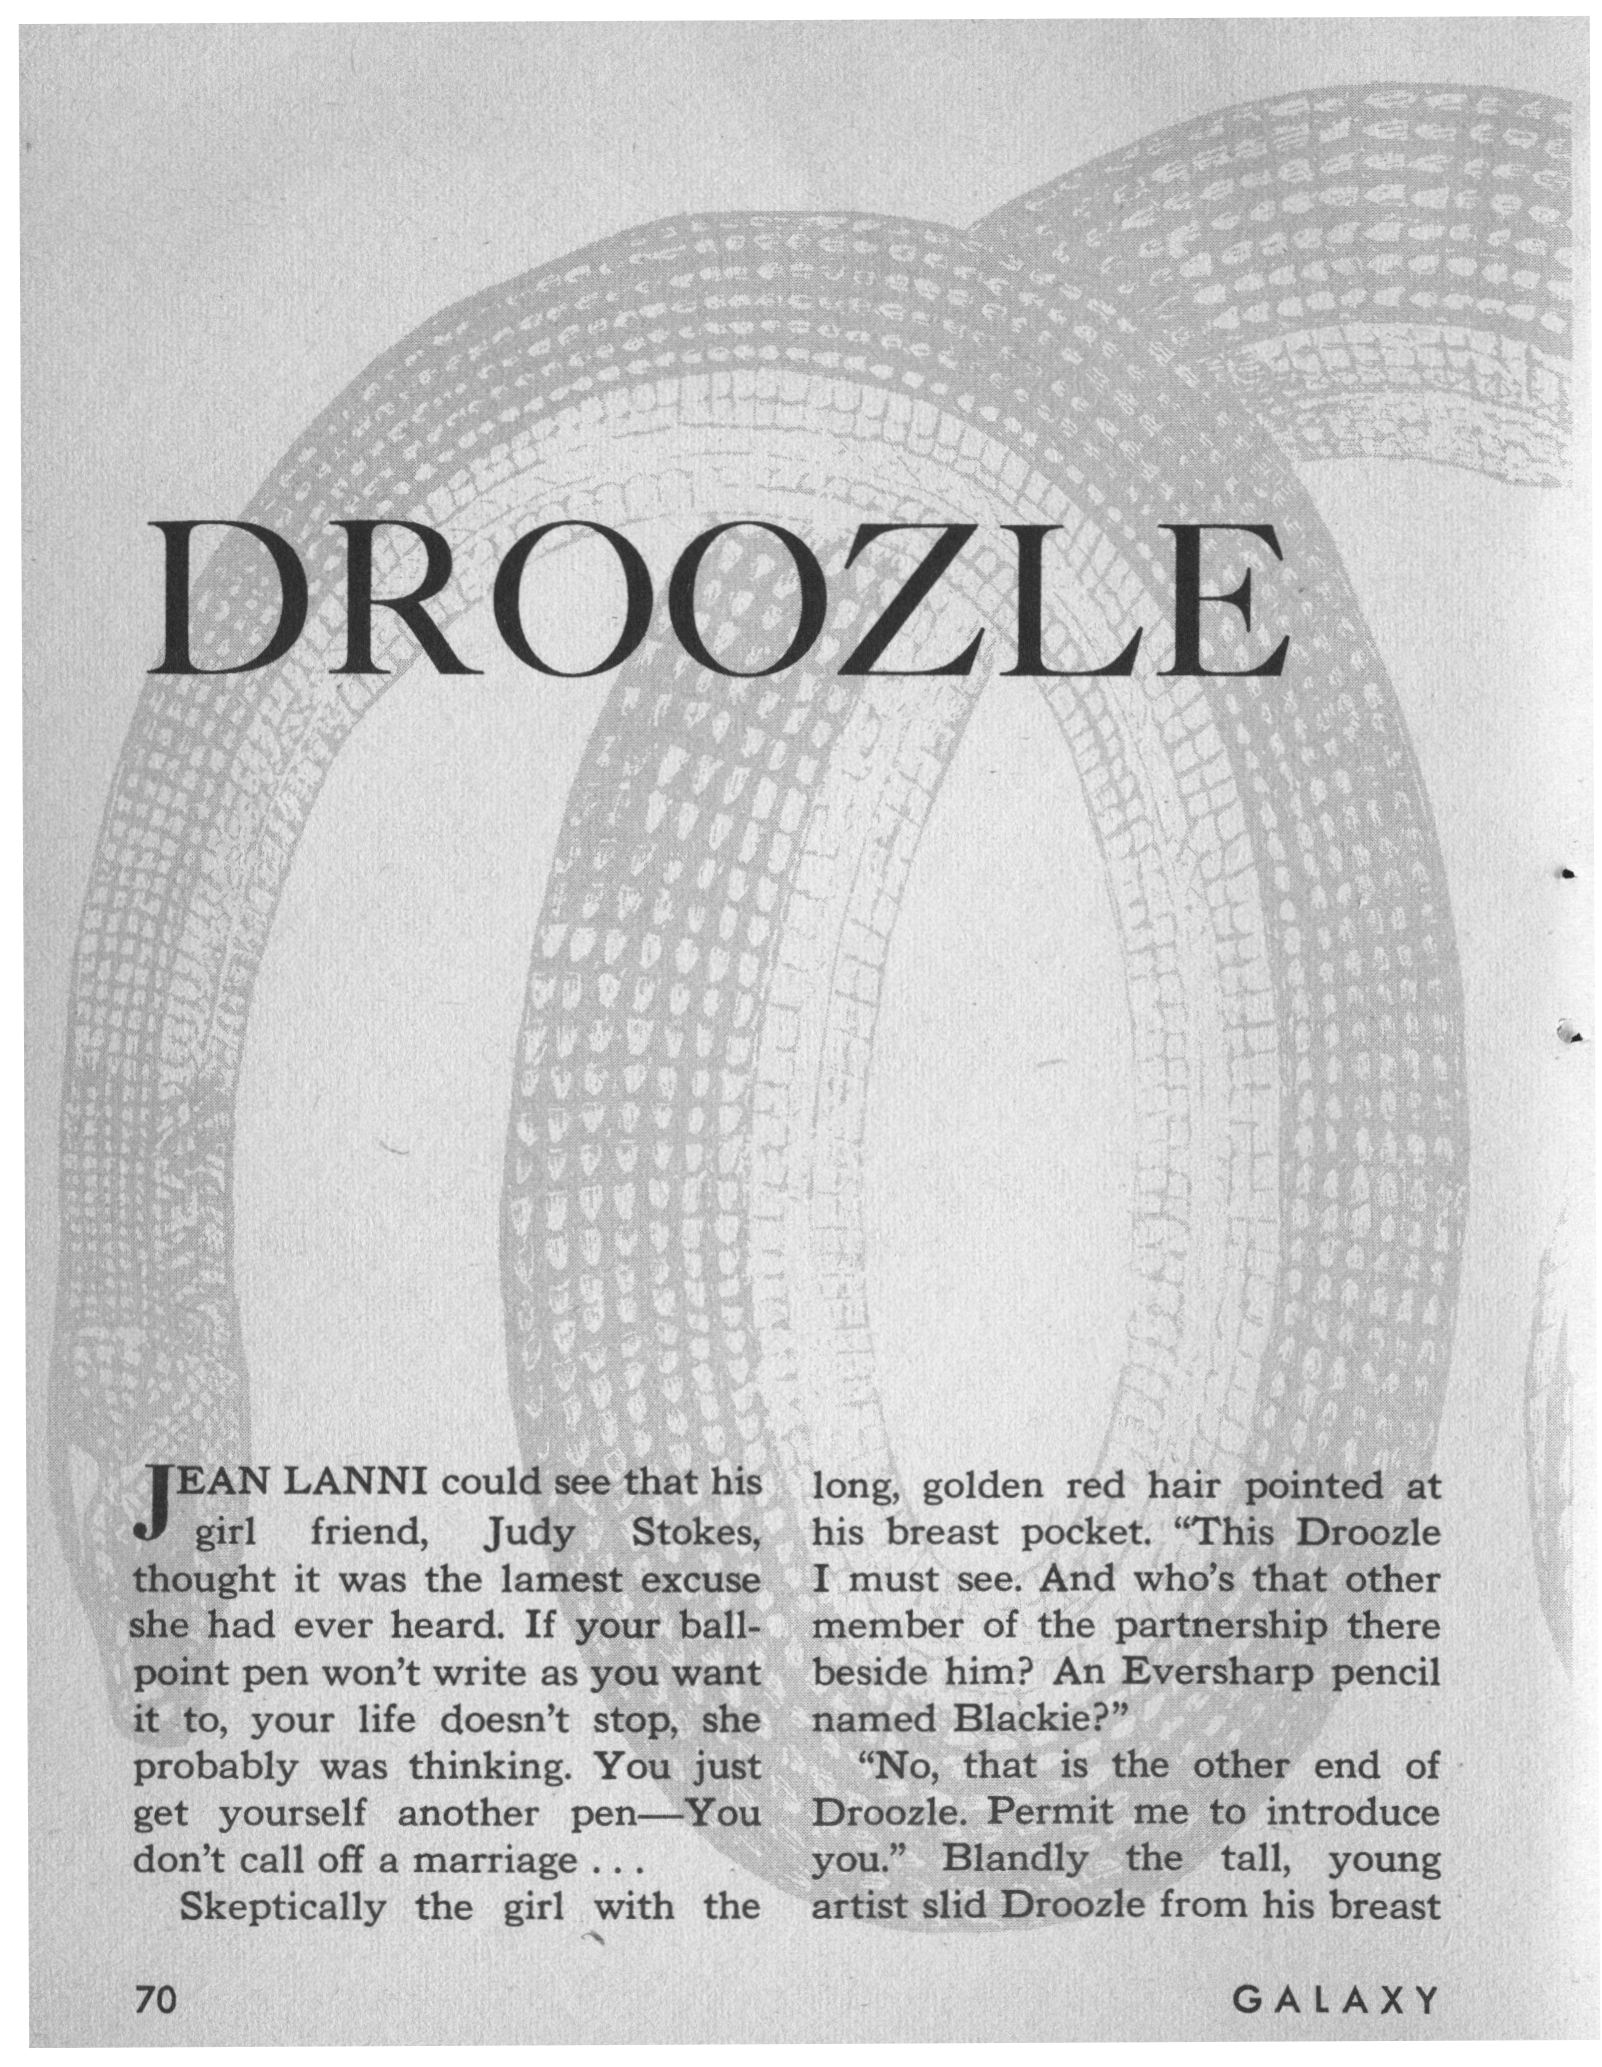 DROOZLE
JEAN LANNI could see that his
girl friend, Judy Stokes,
thought it was the lamest excuse
she had ever heard. If your ball-
point pen won't write as you want
it to, your life doesn't stop, she
probably was thinking. You just
get yourself another pen—You
don't call off a marriage . . .
Skeptically the girl with the
long, golden red hair pointed at
his breast pocket. “This Droozle
I must see. And who's that other
member of the partnership there
beside him? An Eversharp pencil
named Blackie?”
“No, that is the other end of
Droozle. Permit me to introduce
you.” Blandly the tall, young
artist slid Droozle from his breast
70
GALAXY